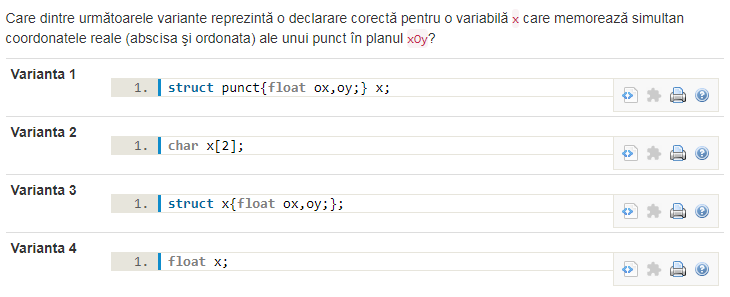 Care dintre următoarele variante reprezintă o declarare corectă pentru o variabilă x care memorează simultan
coordonatele reale (abscisa şi ordonata) ale unui punct în planul xOy?
Varianta 1
1. struct punct{float ox,oy;} x;
Varianta 2
1. char x[2];
Varianta 3
1. struct x{float ox,oy;};
Varianta 4
1. float x;